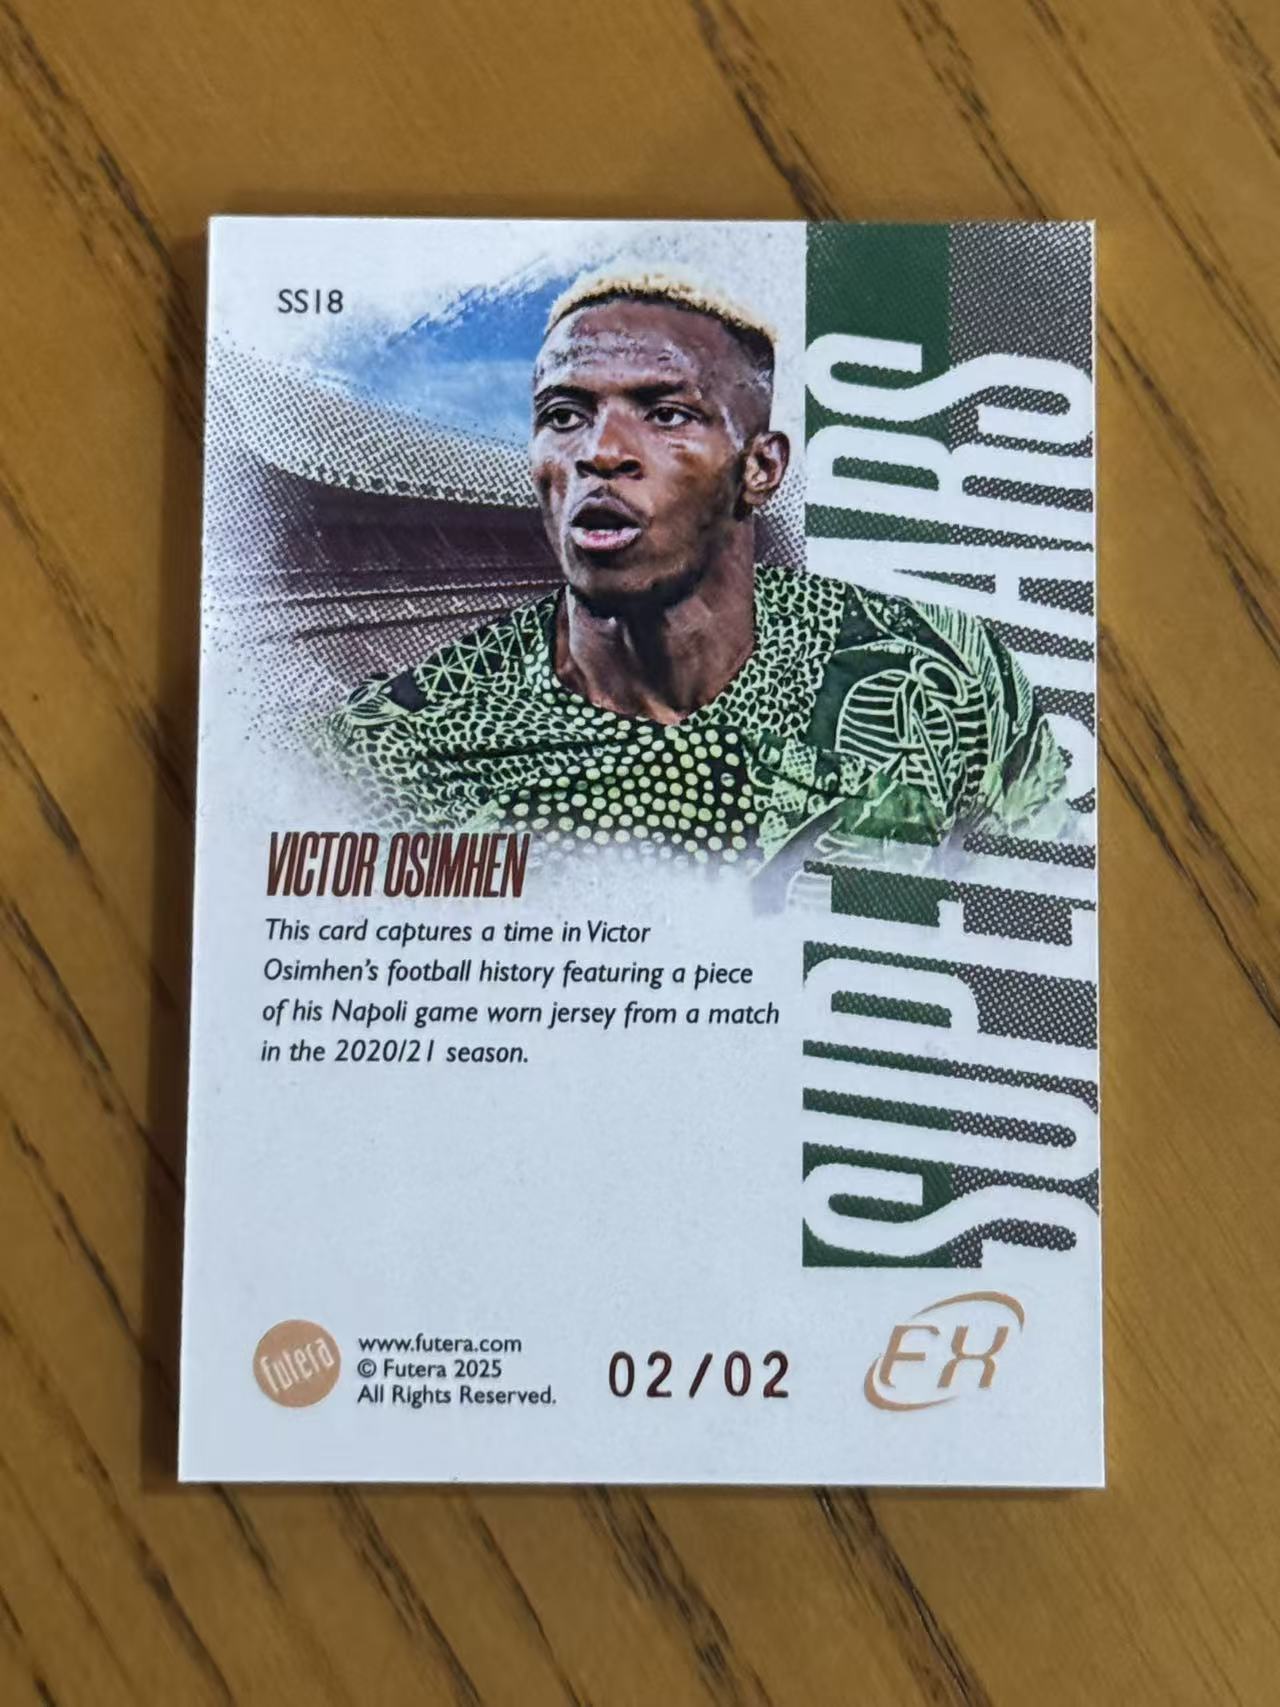 SS18
SUPERSTARS
VICTOR OSIMHEN
This card captures a time in Victor
Osimhen's football history featuring a piece
of his Napoli game worn jersey from a match
in the 2020/21 season.
futera
www.futera.com
© Futera 2025
All Rights Reserved.
02/02
FX